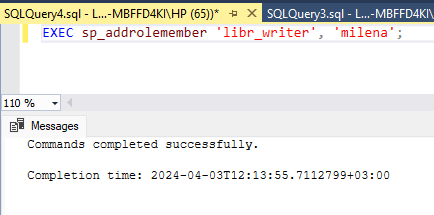 SQLQuery4.sql - L...-MBFFD4KI\HP (65))*
SQLQuery3.sql - L...-MBFFD4KI\H
EXEC sp_addrolemember 'libr_writer', 'milena';
110 %
Messages
Commands completed successfully.
Completion time: 2024-04-03T12:13:55.7112799+03:00